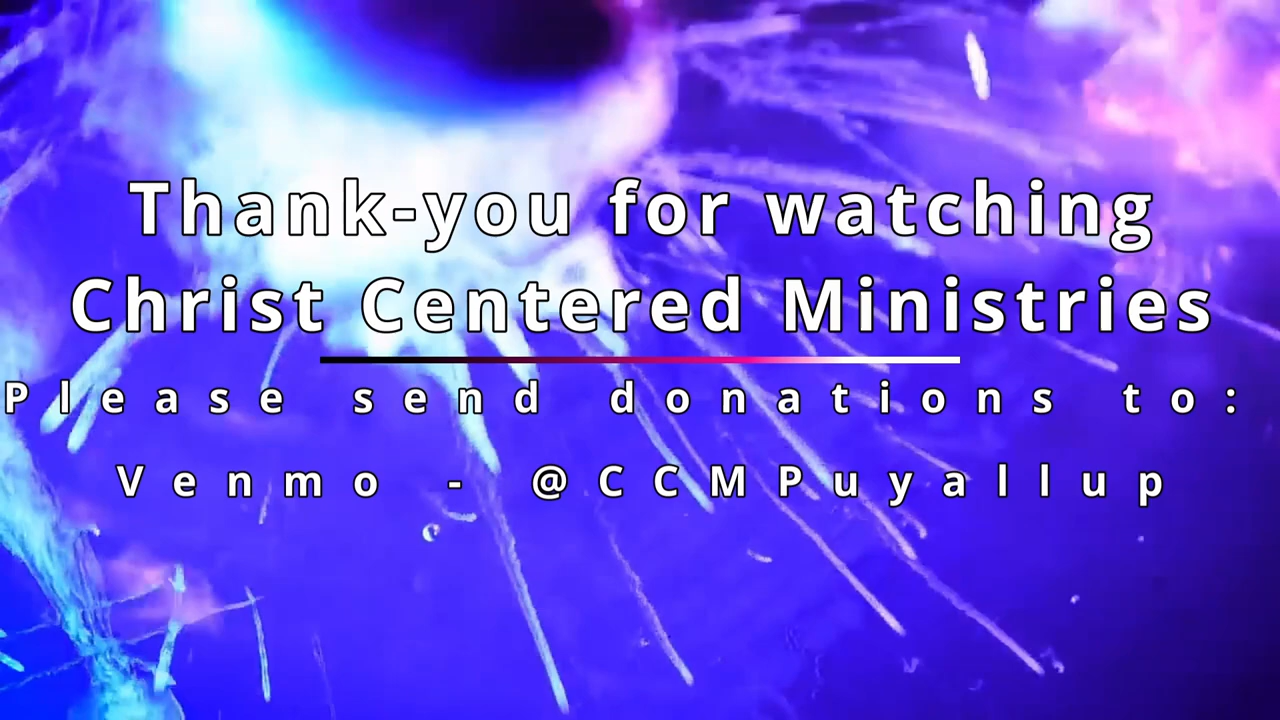 Thank-you for watching
Christ Centered Ministries
Please send donations to:
Venmo - @CCMPuyallup